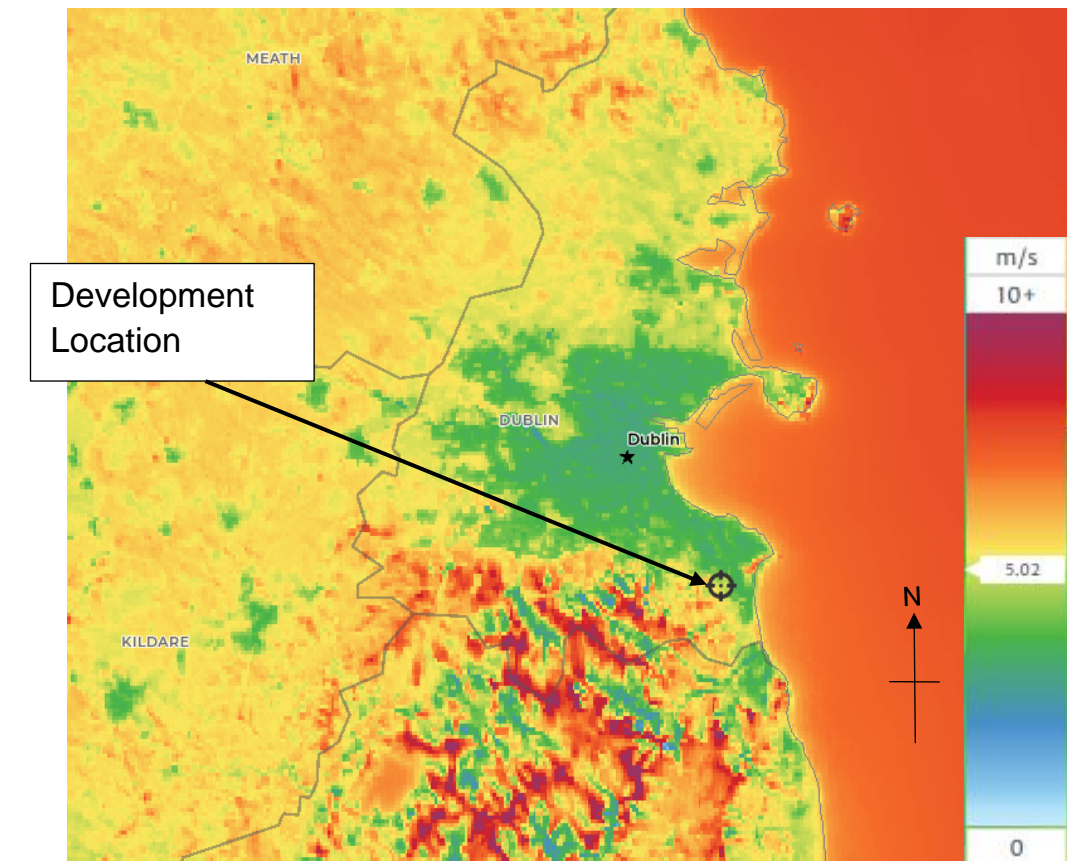 MEATH
m/s
10+
Development
Location
DUBLIN
Dublin
5.02
N
KILDARE
0